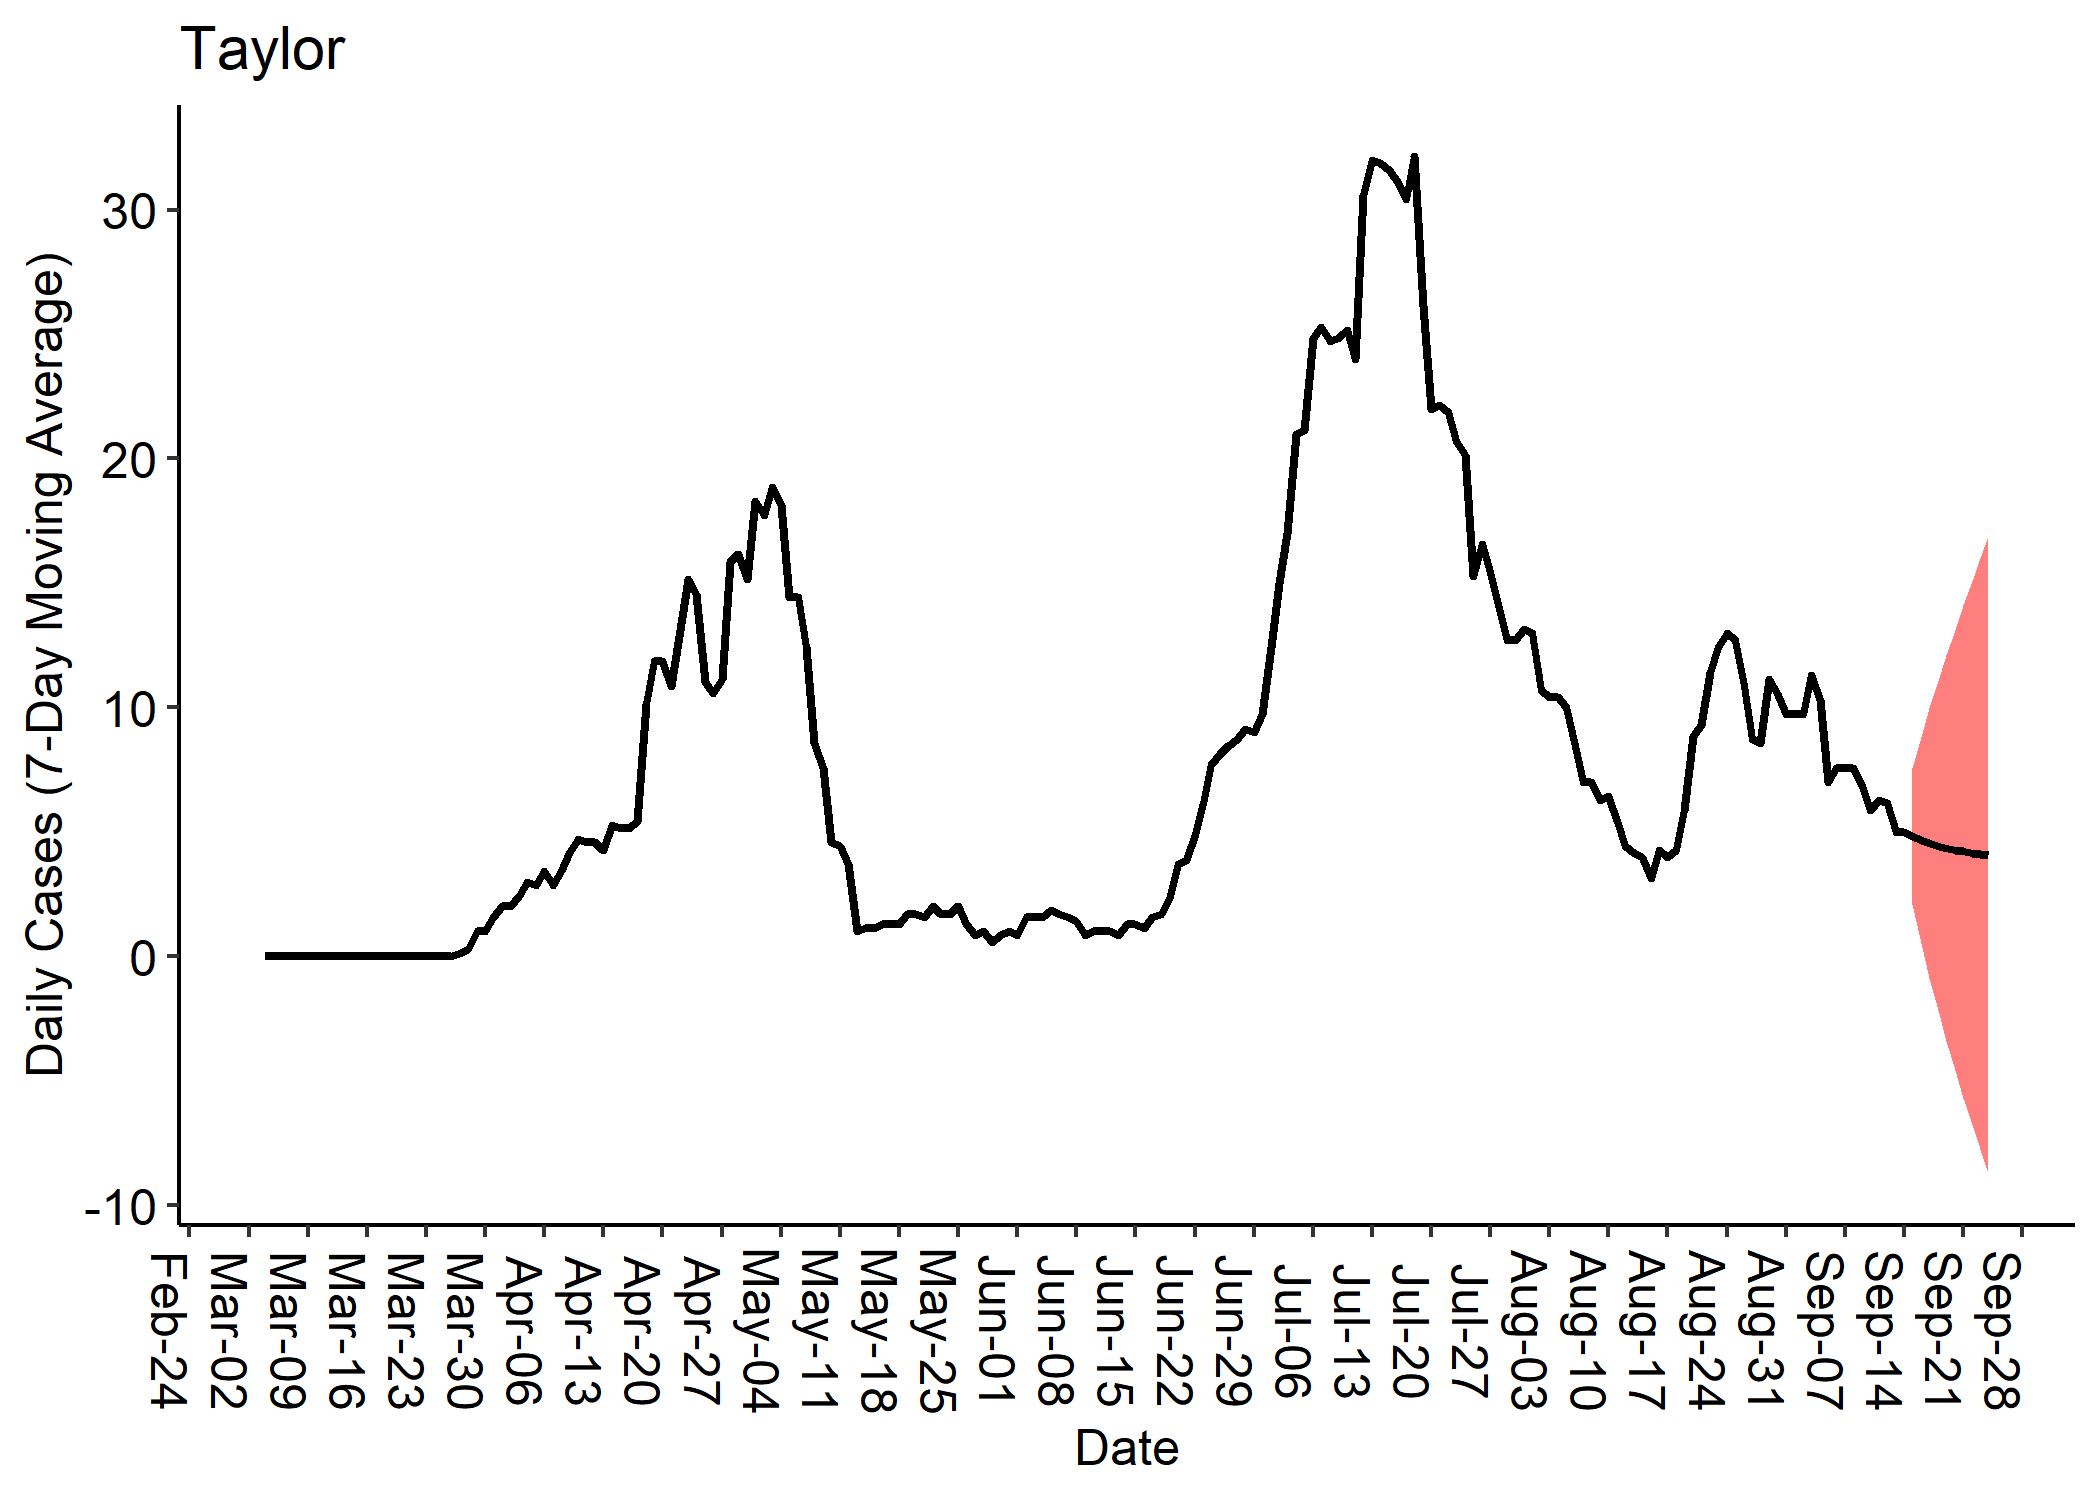 Taylor
Daily Cases (7-Day Moving Average)
30
20
10
0
-10
Feb-24
Mar-02
Mar-09
Mar-16
Mar-23
Mar-30
Apr-06
Apr-13
Apr-20
Apr-27
May-04
May-11
May-18
May-25
Jun-01
Jun-08
Jun-15
Jun-22
Jun-29
Jul-06
Jul-13
Jul-20
Jul-27
Aug-03
Aug-10
Aug-17
Aug-24
Aug-31
Sep-07
Sep-14
Sep-21
Sep-28
Date